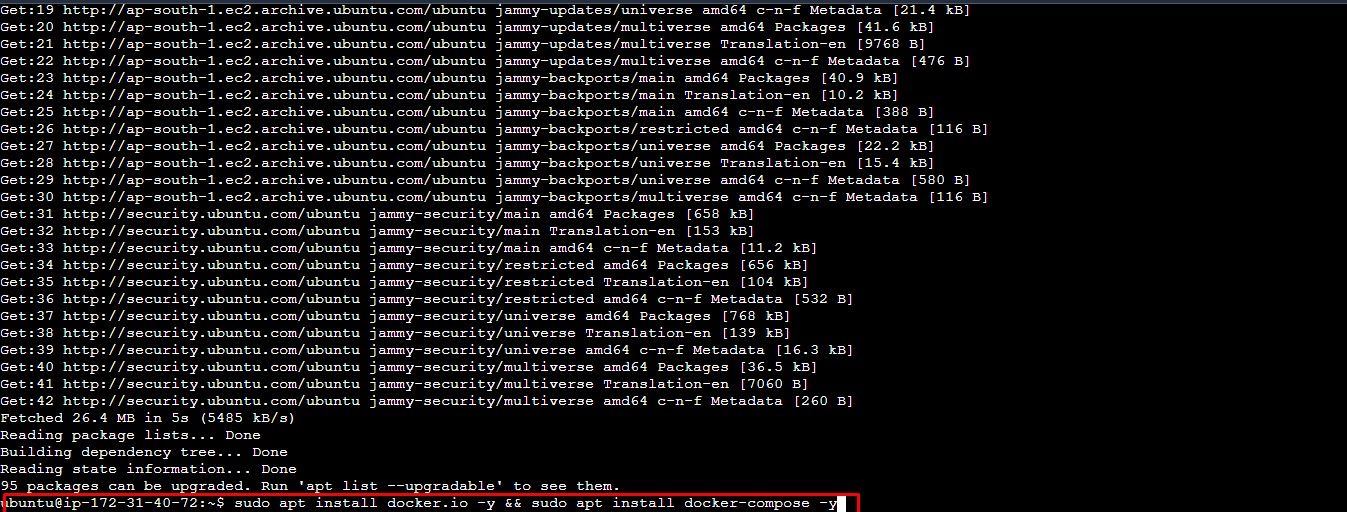 Get:19 http://ap-south-1.ec2.archive.ubuntu.com/ubuntu jammy-updates/universe amd64 c-n-f Metadata [21.4 kB]
Get:20 http://ap-south-1.ec2.archive.ubuntu.com/ubuntu jammy-updates/multiverse amd64 Packages [41.6 kB]
Get:21 http://ap-south-1.ec2.archive.ubuntu.com/ubuntu jammy-updates/multiverse Translation-en [9768 B]
Get:22 http://ap-south-1.ec2.archive.ubuntu.com/ubuntu jammy-updates/multiverse amd64 c-n-f Metadata [476 B]
Get:23 http://ap-south-1.ec2.archive.ubuntu.com/ubuntu jammy-backports/main amd64 Packages [40.9 kB]
Get:24 http://ap-south-1.ec2.archive.ubuntu.com/ubuntu jammy-backports/main Translation-en [10.2 kB]
Get:25 http://ap-south-1.ec2.archive.ubuntu.com/ubuntu jammy-backports/main amd64 c-n-f Metadata [388 B]
Get:26 http://ap-south-1.ec2.archive.ubuntu.com/ubuntu jammy-backports/restricted amd64 c-n-f Metadata [116 B]
Get:27 http://ap-south-1.ec2.archive.ubuntu.com/ubuntu jammy-backports/universe amd64 Packages [22.2 kB]
Get:28 http://ap-south-1.ec2.archive.ubuntu.com/ubuntu jammy-backports/universe Translation-en [15.4 kB]
Get:29 http://ap-south-1.ec2.archive.ubuntu.com/ubuntu jammy-backports/universe amd64 c-n-f Metadata [580 B]
Get:30 http://ap-south-1.ec2.archive.ubuntu.com/ubuntu jammy-backports/multiverse amd64 c-n-f Metadata [116 B]
Get:31 http://security.ubuntu.com/ubuntu jammy-security/main amd64 Packages [658 kB]
Get:32 http://security.ubuntu.com/ubuntu jammy-security/main Translation-en [153 kB]
Get:33 http://security.ubuntu.com/ubuntu jammy-security/main amd64 c-n-f Metadata [11.2 kB]
Get:34 http://security.ubuntu.com/ubuntu jammy-security/restricted amd64 Packages [656 kB]
Get:35 http://security.ubuntu.com/ubuntu jammy-security/restricted Translation-en [104 kB]
Get:36 http://security.ubuntu.com/ubuntu jammy-security/restricted amd64 c-n-f Metadata [532 B]
Get:37 http://security.ubuntu.com/ubuntu jammy-security/universe amd64 Packages [768 kB]
Get:38 http://security.ubuntu.com/ubuntu jammy-security/universe Translation-en [139 kB]
Get:39 http://security.ubuntu.com/ubuntu jammy-security/universe amd64 c-n-f Metadata [16.3 kB]
Get:40 http://security.ubuntu.com/ubuntu jammy-security/multiverse amd64 Packages [36.5 kB]
Get:41 http://security.ubuntu.com/ubuntu jammy-security/multiverse Translation-en [7060 B]
Get:42 http://security.ubuntu.com/ubuntu jammy-security/multiverse amd64 c-n-f Metadata [260 B]
Fetched 26.4 MB in 5s (5485 kB/s)
Reading package lists... Done
Building dependency tree... Done
Reading state information... Done
95 packages can be upgraded. Run 'apt list --upgradable' to see them.
ubuntu@ip-172-31-40-72:~$ sudo apt install docker.io -y && sudo apt install docker-compose -y